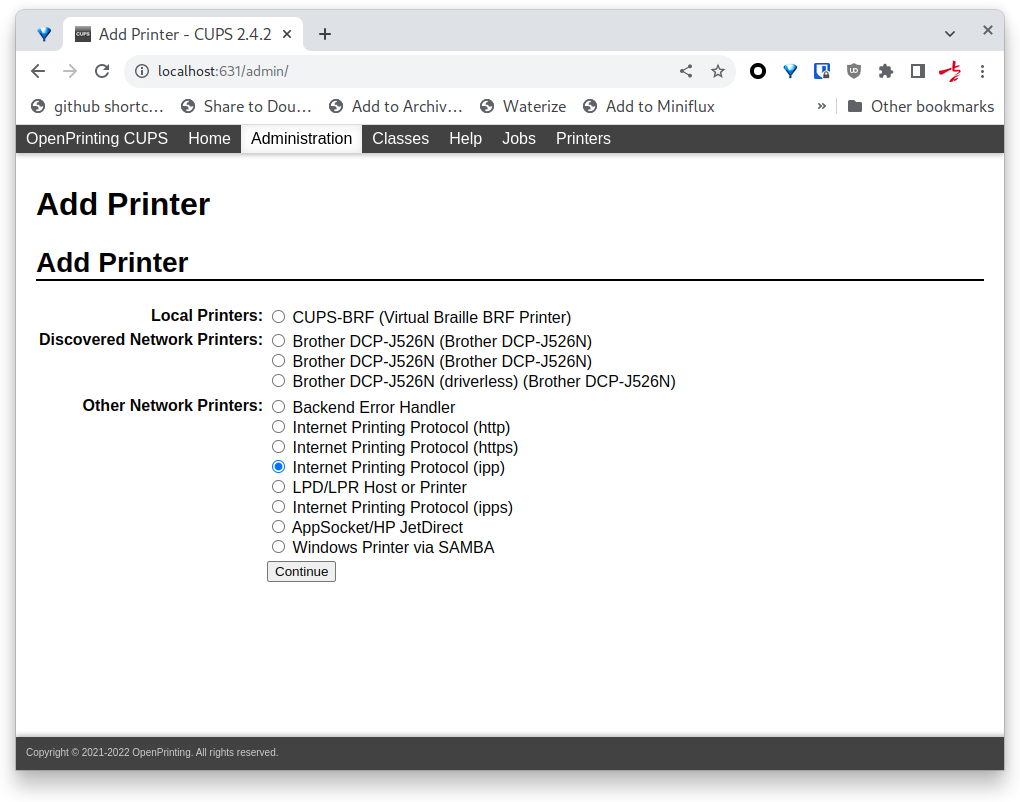 CUPS Add Printer - CUPS 2.4.2
localhost:631/admin/
github shortc... Share to Dou... Add to Archiv... Waterize Add to Miniflux » Other bookmarks
OpenPrinting CUPS Home Administration Classes Help Jobs Printers
Add Printer
Add Printer
Local Printers: CUPS-BRF (Virtual Braille BRF Printer)
Discovered Network Printers: Brother DCP-J526N (Brother DCP-J526N)
Brother DCP-J526N (Brother DCP-J526N)
Brother DCP-J526N (driverless) (Brother DCP-J526N)
Other Network Printers: Backend Error Handler
Internet Printing Protocol (http)
Internet Printing Protocol (https)
Internet Printing Protocol (ipp)
LPD/LPR Host or Printer
Internet Printing Protocol (ipps)
AppSocket/HP JetDirect
Windows Printer via SAMBA
Continue
Copyright © 2021-2022 OpenPrinting. All rights reserved.